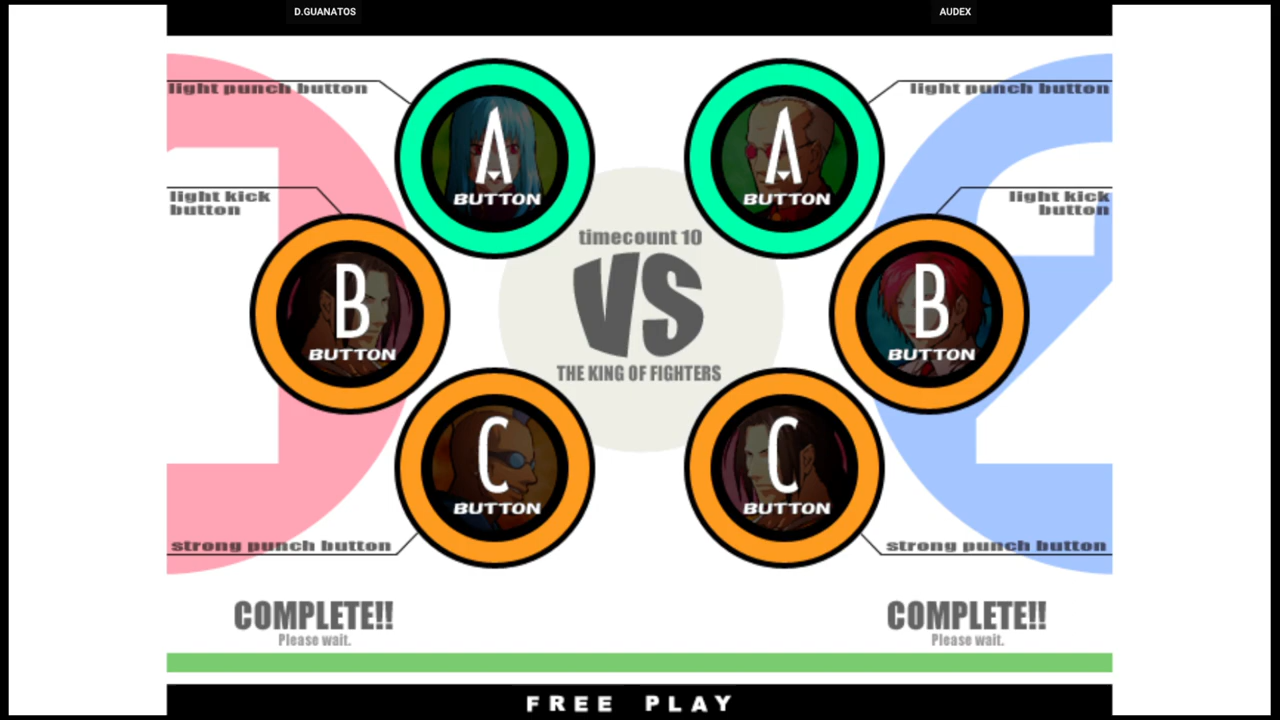 D.GUANATOS
AUDEX
light punch button
light punch button
A
BUTTON
A
BUTTON
light kick
button
light kick
button
timecount 10
VS
THE KING OF FIGHTERS
B
BUTTON
B
BUTTON
C
BUTTON
C
BUTTON
strong punch button
strong punch button
COMPLETE!!
Please wait.
COMPLETE!!
Please wait.
FREE PLAY